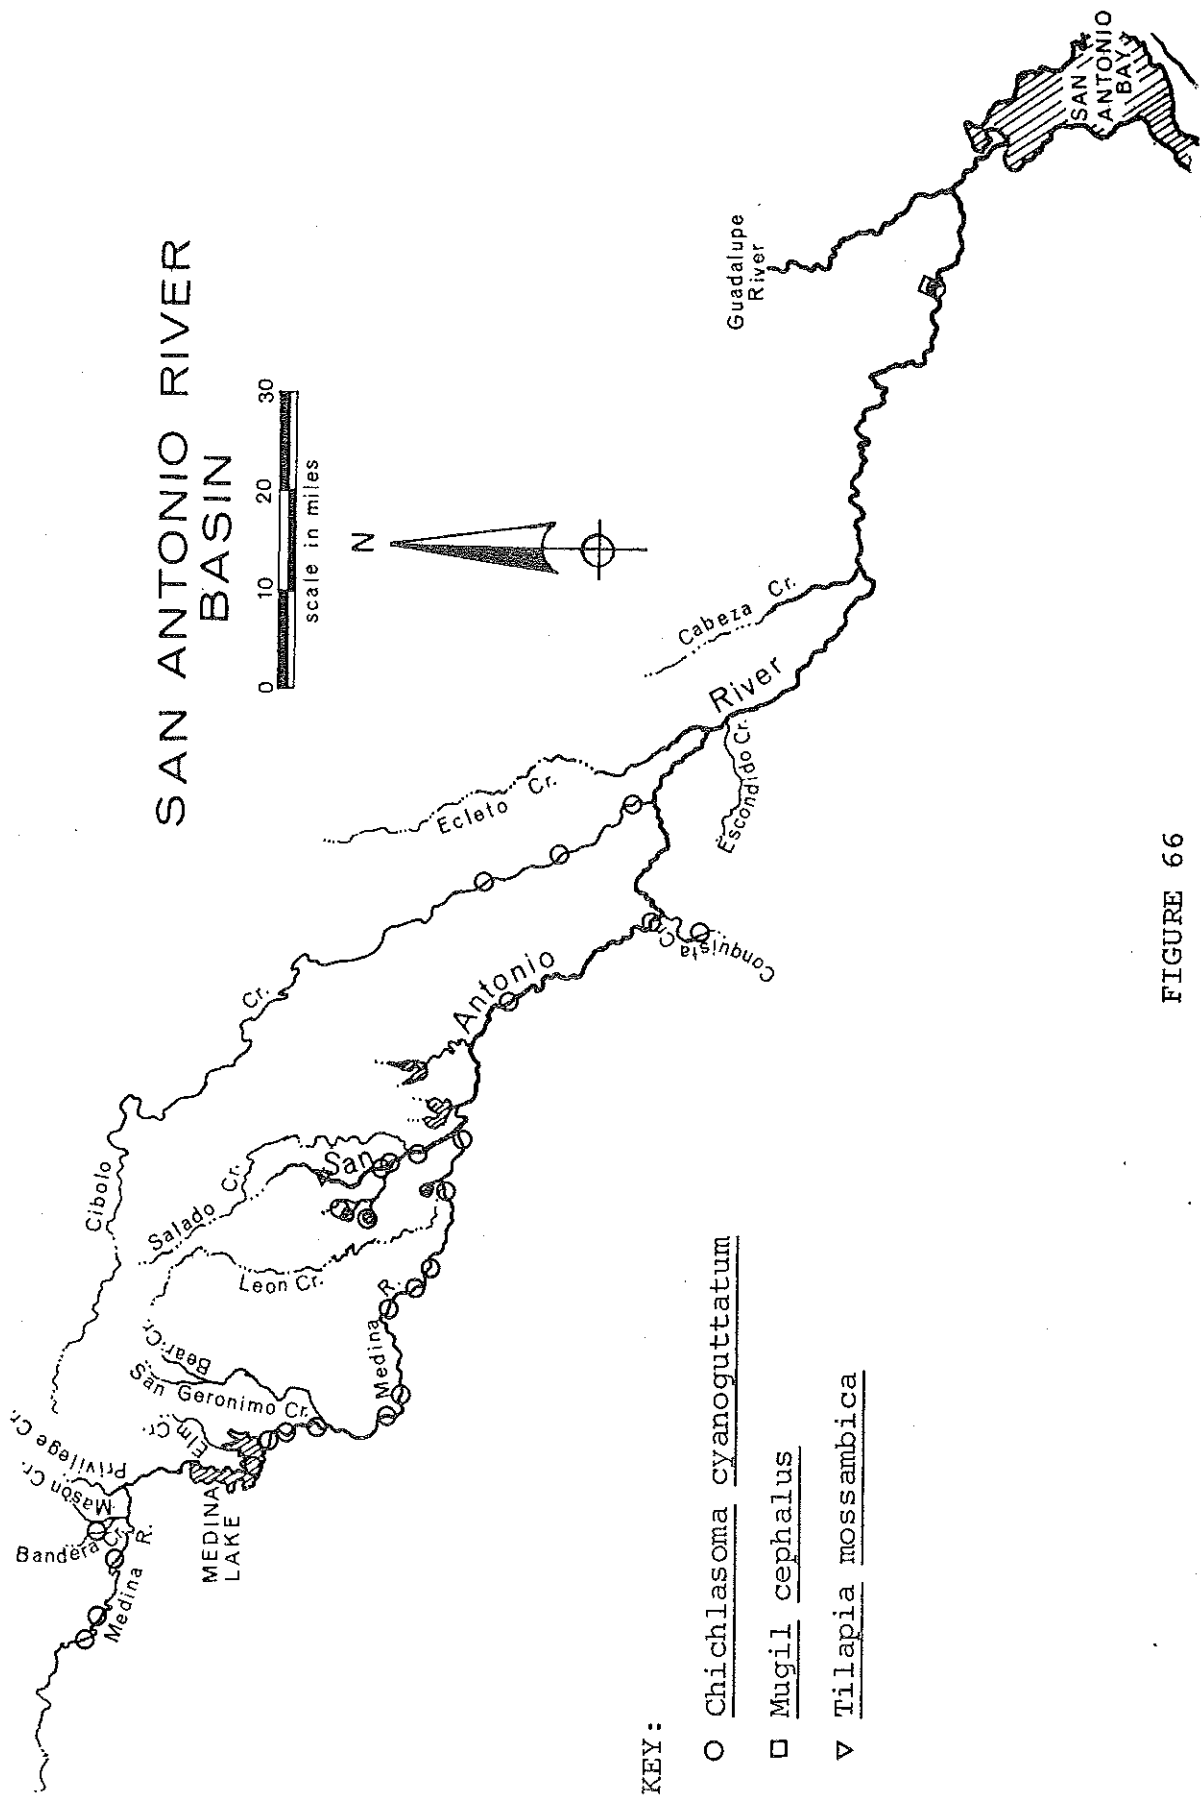 SAN ANTONIO RIVER
BASIN
0 10 20 30
scale in miles
N
Cibolo
Cr.
Salado Cr.
Leon Cr.
Bear Cr.
San Geronimo Cr.
Elm Cr.
Privilege Cr.
Mason Cr.
Bandera Cr.
Medina R.
MEDINA
LAKE
Medina R.
San
Antonio
River
Ecleto Cr.
Conquista Cr.
Escondido Cr.
Cabeza Cr.
Guadalupe
River
SAN
ANTONIO
BAY
KEY:
Chichlasoma cyanoguttatum
Mugil cephalus
Tilapia mossambica
FIGURE 66